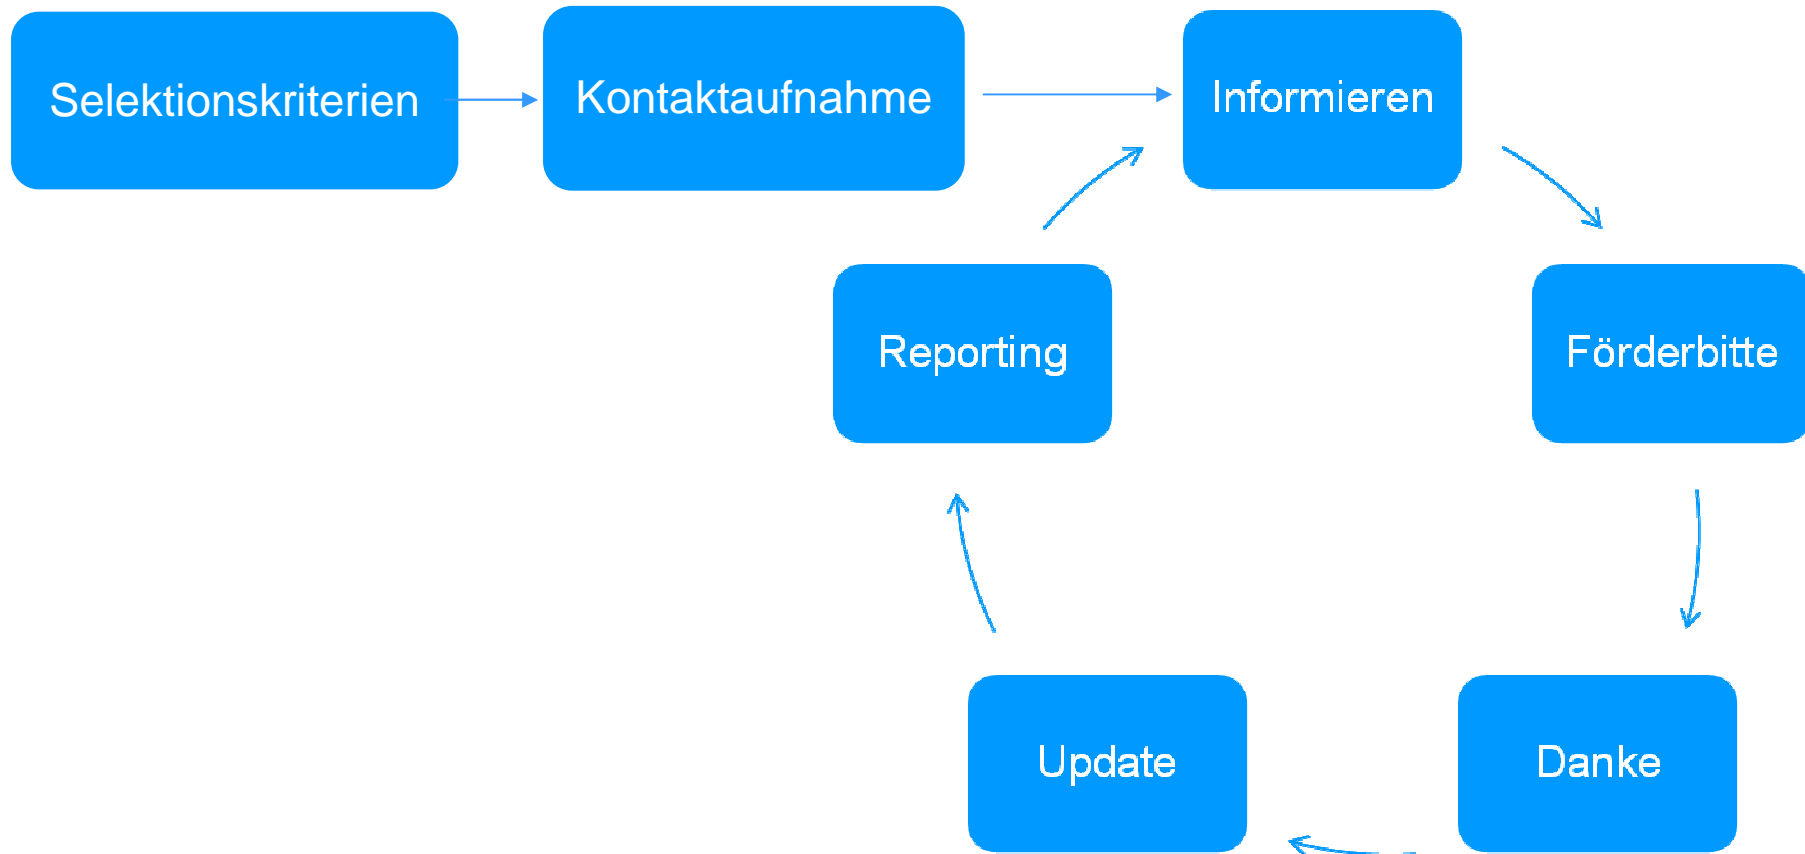 Selektionskriterien
Kontaktaufnahme
Informieren
Reporting
Förderbitte
Update
Danke